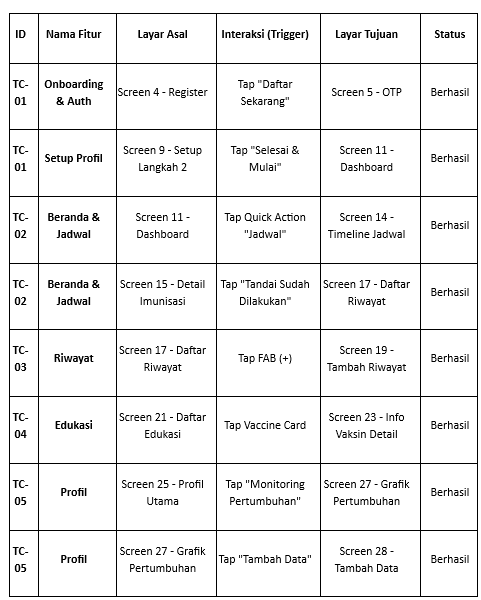 ID Nama Fitur Layar Asal Interaksi (Trigger) Layar Tujuan Status
TC-01 Onboarding & Auth Screen 4 - Register Tap "Daftar Sekarang" Screen 5 - OTP Berhasil
TC-01 Setup Profil Screen 9 - Setup Langkah 2 Tap "Selesai & Mulai" Screen 11 - Dashboard Berhasil
TC-02 Beranda & Jadwal Screen 11 - Dashboard Tap Quick Action "Jadwal" Screen 14 - Timeline Jadwal Berhasil
TC-02 Beranda & Jadwal Screen 15 - Detail Imunisasi Tap "Tandai Sudah Dilakukan" Screen 17 - Daftar Riwayat Berhasil
TC-03 Riwayat Screen 17 - Daftar Riwayat Tap FAB (+) Screen 19 - Tambah Riwayat Berhasil
TC-04 Edukasi Screen 21 - Daftar Edukasi Tap Vaccine Card Screen 23 - Info Vaksin Detail Berhasil
TC-05 Profil Screen 25 - Profil Utama Tap "Monitoring Pertumbuhan" Screen 27 - Grafik Pertumbuhan Berhasil
TC-05 Profil Screen 27 - Grafik Pertumbuhan Tap "Tambah Data" Screen 28 - Tambah Data Berhasil